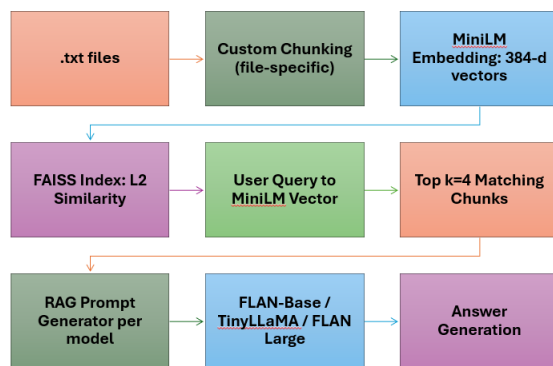 .txt files
Custom Chunking
(file-specific)
MiniLM
Embedding: 384-d
vectors
FAISS Index: L2
Similarity
User Query to
MiniLM Vector
Top k=4 Matching
Chunks
RAG Prompt
Generator per
model
FLAN-Base /
TinyLLaMA / FLAN
Large
Answer
Generation